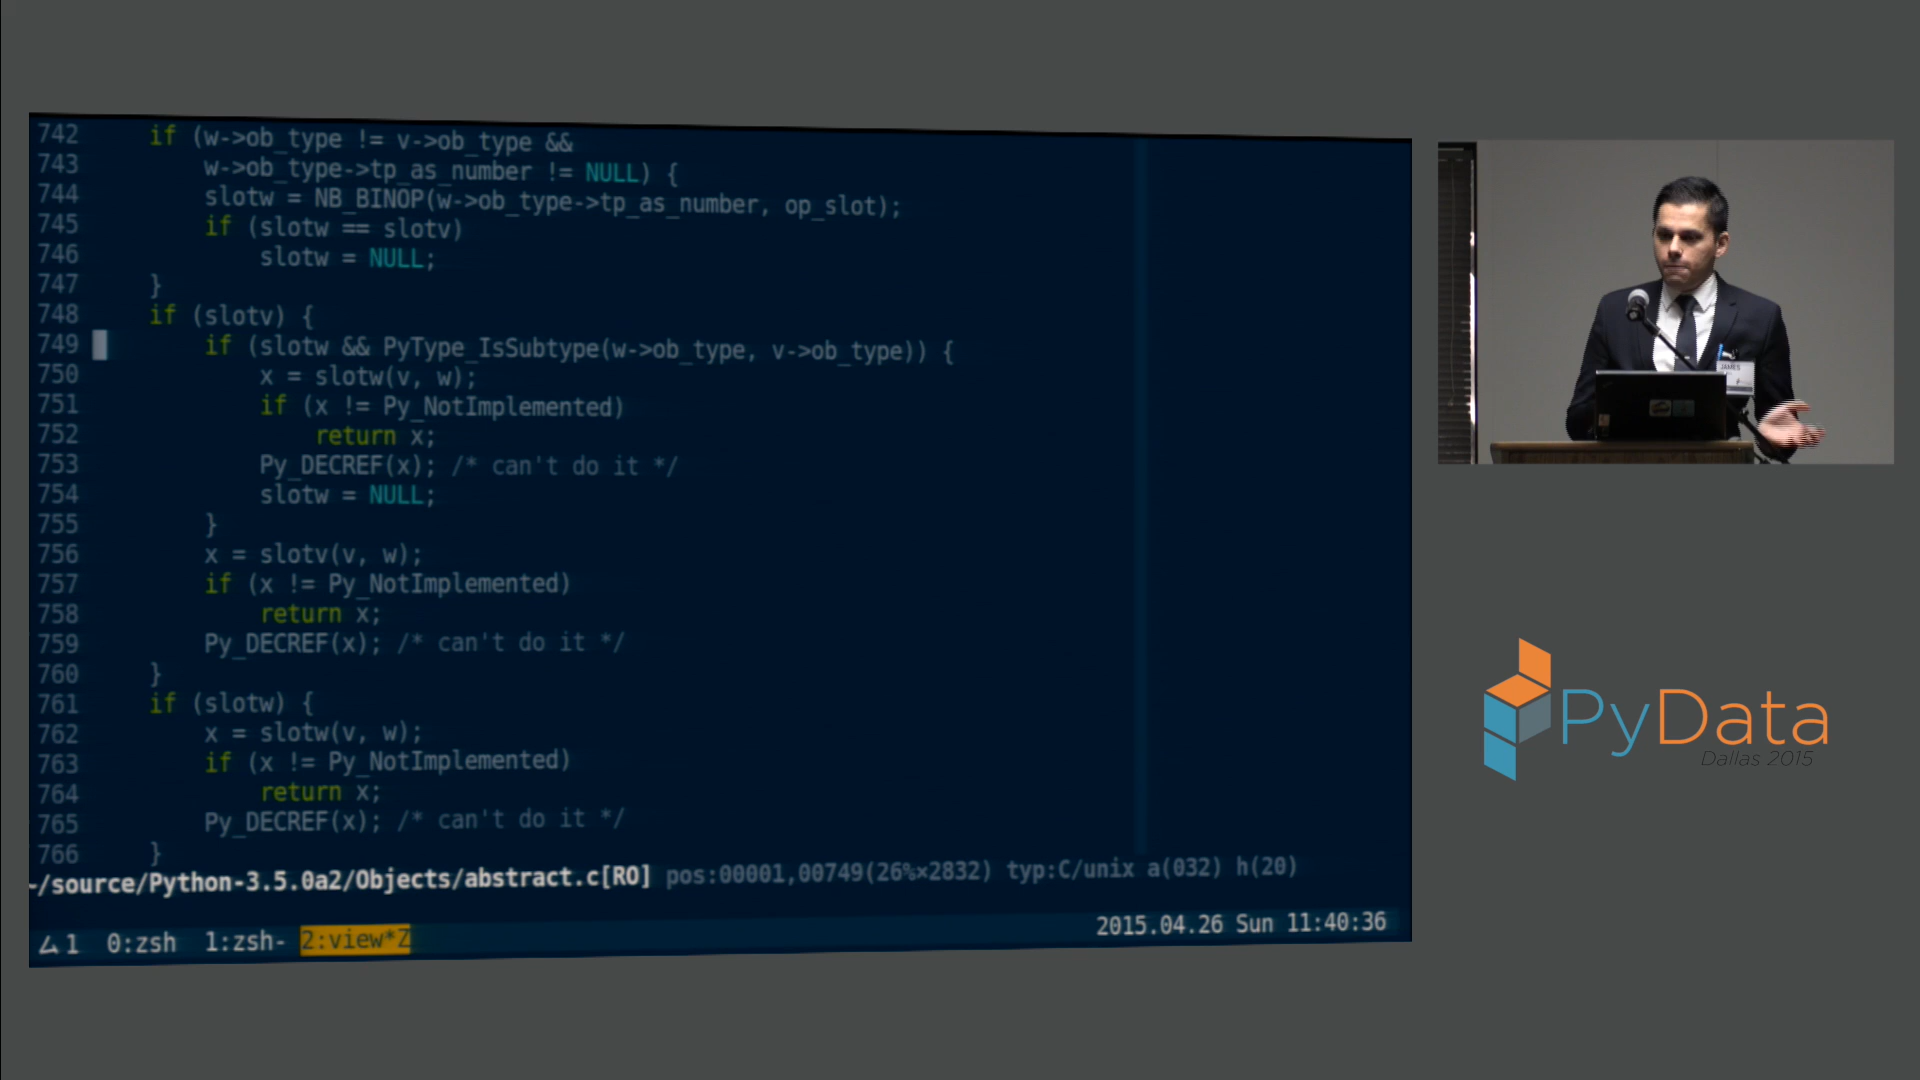 742 if (w->ob_type != v->ob_type &&
743 w->ob_type->tp_as_number != NULL) {
744 slotw = NB_BINOP(w->ob_type->tp_as_number, op_slot);
745 if (slotw == slotv)
746 slotw = NULL;
747 }
748 if (slotv) {
749 if (slotw && PyType_IsSubtype(w->ob_type, v->ob_type)) {
750 x = slotw(v, w);
751 if (x != Py_NotImplemented)
752 return x;
753 Py_DECREF(x); /* can't do it */
754 slotw = NULL;
755 }
756 x = slotv(v, w);
757 if (x != Py_NotImplemented)
758 return x;
759 Py_DECREF(x); /* can't do it */
760 }
761 if (slotw) {
762 x = slotw(v, w);
763 if (x != Py_NotImplemented)
764 return x;
765 Py_DECREF(x); /* can't do it */
766 }
~/source/Python-3.5.0a2/Objects/abstract.c[RO] pos:00001,00749(26%×2832) typ:C/unix a(032) h(20)
1 0:zsh 1:zsh- 2:view*Z 2015.04.26 Sun 11:40:36
JAMES
PyData
Dallas 2015